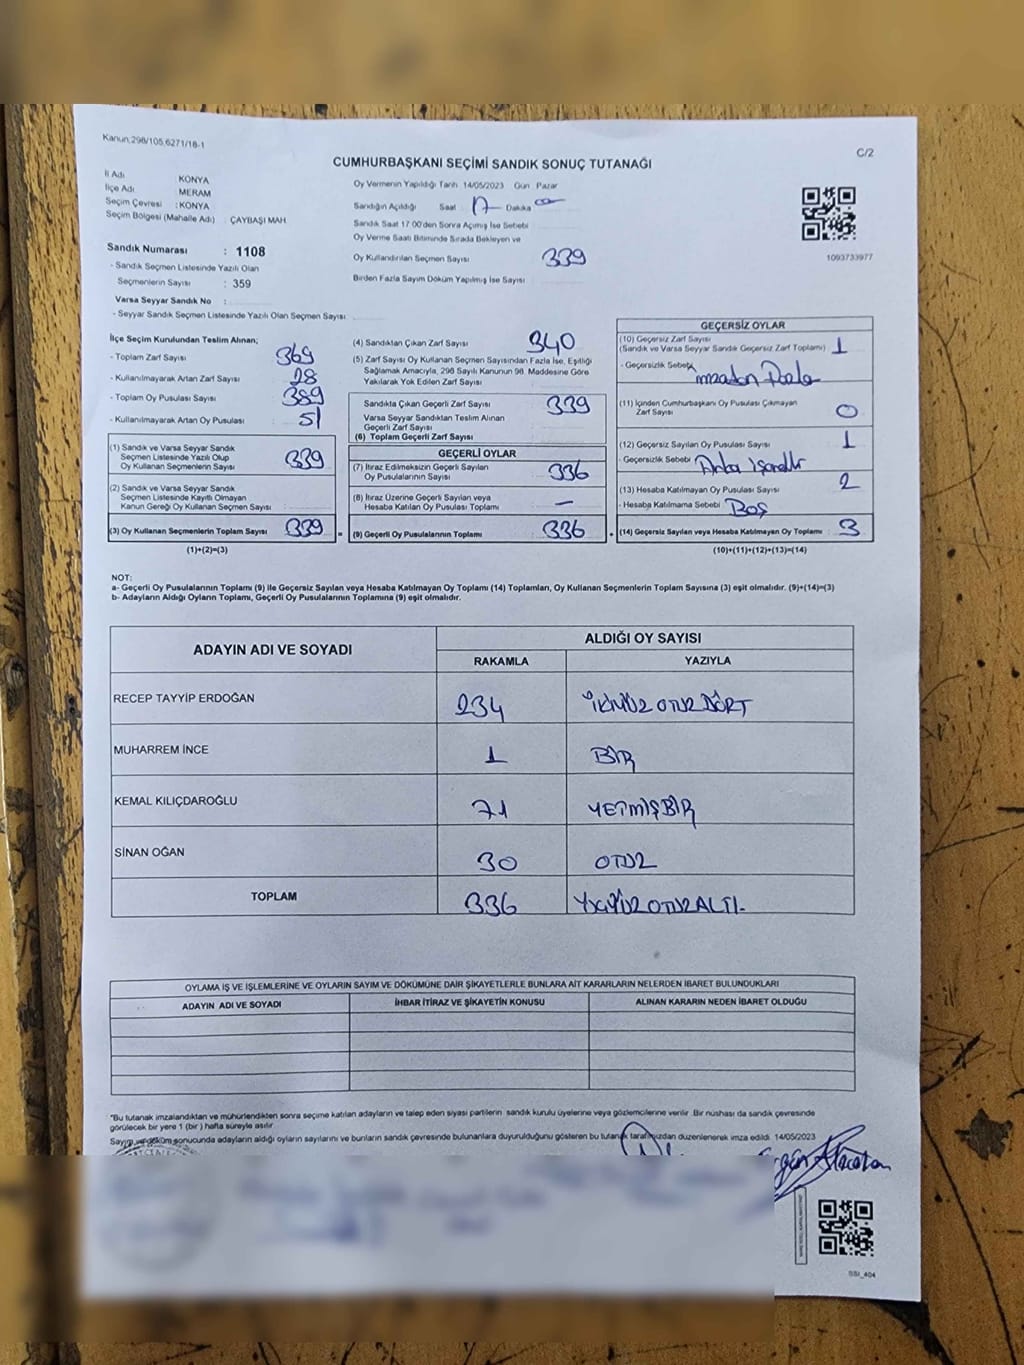 Kanun;298/105,6271/18-1
C/2
CUMHURBAŞKANI SEÇİMİ SANDIK SONUÇ TUTANAĞI
İl Adı KONYA
İlçe Adı MERAM
Seçim Çevresi : KONYA
Seçim Bölgesi (Mahalle Adı) : ÇAYBAŞI MAH.
Sandık Numarası : 1108
- Sandık Seçmen Listesinde Yazılı Olan
Seçmenlerin Sayısı : 359
Varsa Seyyar Sandık No :
- Seyyar Sandık Seçmen Listesinde Yazılı Olan Seçmen Sayısı
Oy Vermenin Yapıldığı Tarih 14/05/2023 Gün Pazar
Sandığın Açıldığı Saat 17 Dakika 00
Sandık Saat 17:00'den Sonra Açılmış İse Sebebi
Oy Verme Saati Bitiminde Sırada Bekleyen ve
Oy Kullandırılan Seçmen Sayısı 339
Birden Fazla Sayım Döküm Yapılmış İse Sayısı
1093733977
İlçe Seçim Kurulundan Teslim Alınan;
- Toplam Zarf Sayısı 369
- Kullanılmayarak Artan Zarf Sayısı 28
- Toplam Oy Pusulası Sayısı 389
- Kullanılmayarak Artan Oy Pusulası 51
(1) Sandık ve Varsa Seyyar Sandık
Seçmen Listesinde Yazılı Olup
Oy Kullanan Seçmenlerin Sayısı 339
(2) Sandık ve Varsa Seyyar Sandık
Seçmen Listesinde Kayıtlı Olmayan
Kanun Gereği Oy Kullanan Seçmen Sayısı :
(3) Oy Kullanan Seçmenlerin Toplam Sayısı 339
(1)+(2)=(3)
(4) Sandıktan Çıkan Zarf Sayısı 340
(5) Zarf Sayısı Oy Kullanan Seçmen Sayısından Fazla İse, Eşitliği
Sağlamak Amacıyla, 298 Sayılı Kanunun 98. Maddesine Göre
Yakılarak Yok Edilen Zarf Sayısı
Sandıkta Çıkan Geçerli Zarf Sayısı 339
Varsa Seyyar Sandıktan Teslim Alınan
Geçerli Zarf Sayısı
(6) Toplam Geçerli Zarf Sayısı
GEÇERLİ OYLAR
(7) İtiraz Edilmeksizin Geçerli Sayılan
Oy Pusulalarının Sayısı 336
(8) İtiraz Üzerine Geçerli Sayılan veya
Hesaba Katılan Oy Pusulası Toplamı –
= (9) Geçerli Oy Pusulalarının Toplamı 336
GEÇERSİZ OYLAR
(10) Geçersiz Zarf Sayısı
(Sandık ve Varsa Seyyar Sandık Geçersiz Zarf Toplamı) 1
- Geçersizlik Sebebi imzadan Fazla
(11) İçinden Cumhurbaşkanı Oy Pusulası Çıkmayan
Zarf Sayısı 0
(12) Geçersiz Sayılan Oy Pusulası Sayısı 1
- Geçersizlik Sebebi
(13) Hesaba Katılmayan Oy Pusulası Sayısı 2
- Hesaba Katılmama Sebebi Boş
+ (14) Geçersiz Sayılan veya Hesaba Katılmayan Oy Toplamı 3
(10)+(11)+(12)+(13)=(14)
NOT:
a- Geçerli Oy Pusulalarının Toplamı (9) ile Geçersiz Sayılan veya Hesaba Katılmayan Oy Toplamı (14) Toplamları, Oy Kullanan Seçmenlerin Toplam Sayısına (3) eşit olmalıdır. (9)+(14)=(3)
b- Adayların Aldığı Oyların Toplamı, Geçerli Oy Pusulalarının Toplamına (9) eşit olmalıdır.
ADAYIN ADI VE SOYADI
ALDIĞI OY SAYISI
RAKAMLA YAZIYLA
RECEP TAYYİP ERDOĞAN 234 İKİYÜZ OTUZ DÖRT
MUHARREM İNCE 1 BİR
KEMAL KILIÇDAROĞLU 71 YETMİŞBİR
SİNAN OĞAN 30 OTUZ
TOPLAM 336 ÜÇYÜZ OTUZ ALTI
OYLAMA İŞ VE İŞLEMLERİNE VE OYLARIN SAYIM VE DÖKÜMÜNE DAİR ŞİKAYETLERLE BUNLARA AİT KARARLARIN NELERDEN İBARET BULUNDUKLARI
ADAYIN ADI VE SOYADI İHBAR İTİRAZ VE ŞİKAYETİN KONUSU ALINAN KARARIN NEDEN İBARET OLDUĞU
"Bu tutanak imzalandıktan ve mühürlendikten sonra seçime katılan adayların ve talep eden siyasi partilerin sandık kurulu üyelerine veya gözlemcilerine verilir. Bir nüshası da sandık çevresinde
görülecek bir yere 1 (bir) hafta süreyle asılır.
Sayım ve döküm sonucunda adayların aldığı oyların sayılarını ve bunların sandık çevresinde bulunanlara duyurulduğunu gösteren bu tutanak tarafımızdan düzenlenerek imza edildi. 14/05/2023